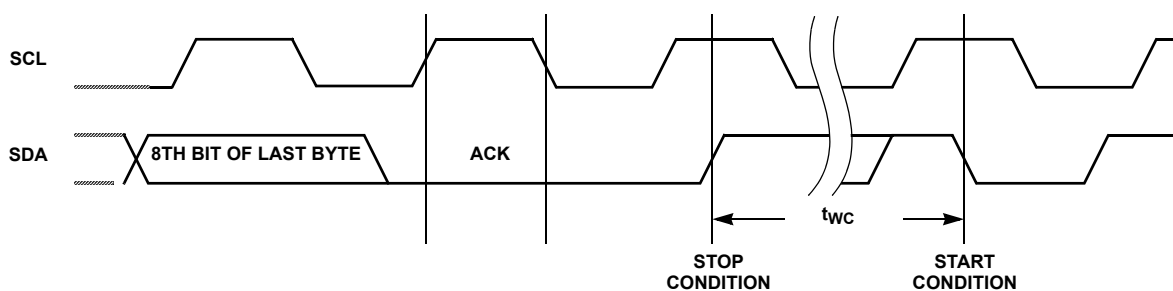 SCL
SDA
8TH BIT OF LAST BYTE
ACK
tWC
STOP
CONDITION
START
CONDITION